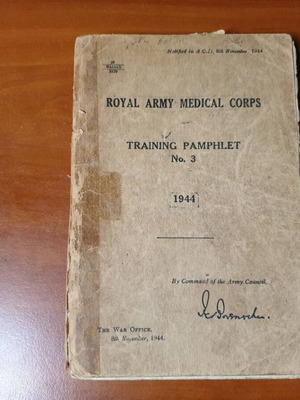 Notified in A.C.Is. 8th November, 1944
ROYAL ARMY MEDICAL CORPS
TRAINING PAMPHLET
No. 3
1944
By Command of the Army Council,
THE WAR OFFICE,
8th November, 1944.